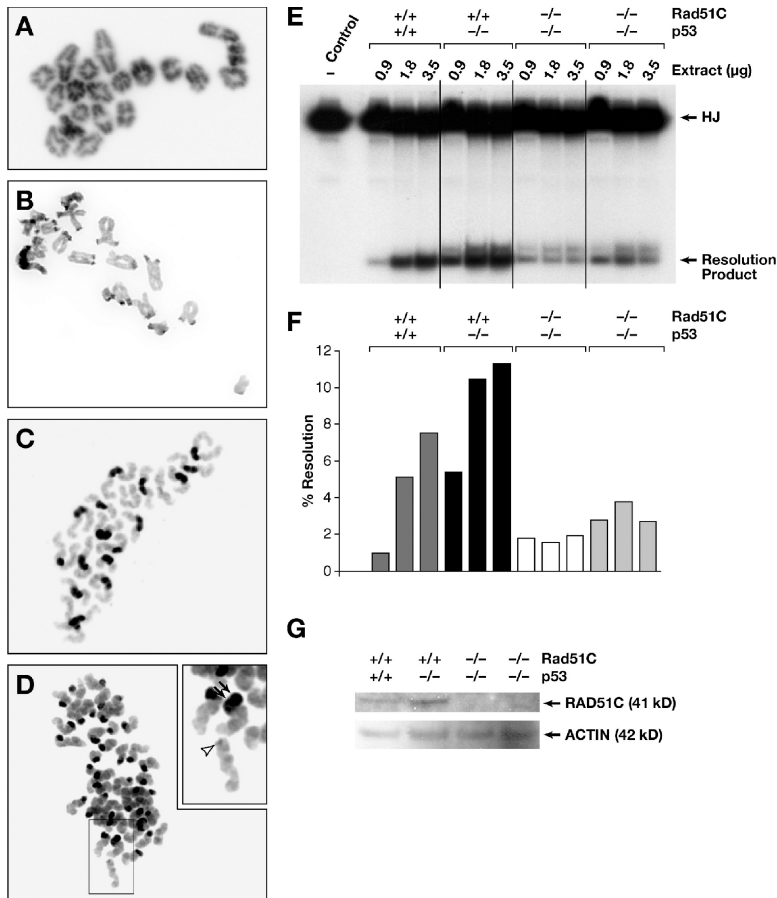 A
B
C
D
E
Control
–
+/+ +/+ –/– –/– Rad51C
+/+ –/– –/– –/– p53
0.9 1.8 3.5 0.9 1.8 3.5 0.9 1.8 3.5 0.9 1.8 3.5 Extract (µg)
HJ
Resolution
Product
F
+/+ +/+ –/– –/– Rad51C
+/+ –/– –/– –/– p53
% Resolution
12
10
8
6
4
2
0
G
+/+ +/+ –/– –/– Rad51C
+/+ –/– –/– –/– p53
RAD51C (41 kD)
ACTIN (42 kD)